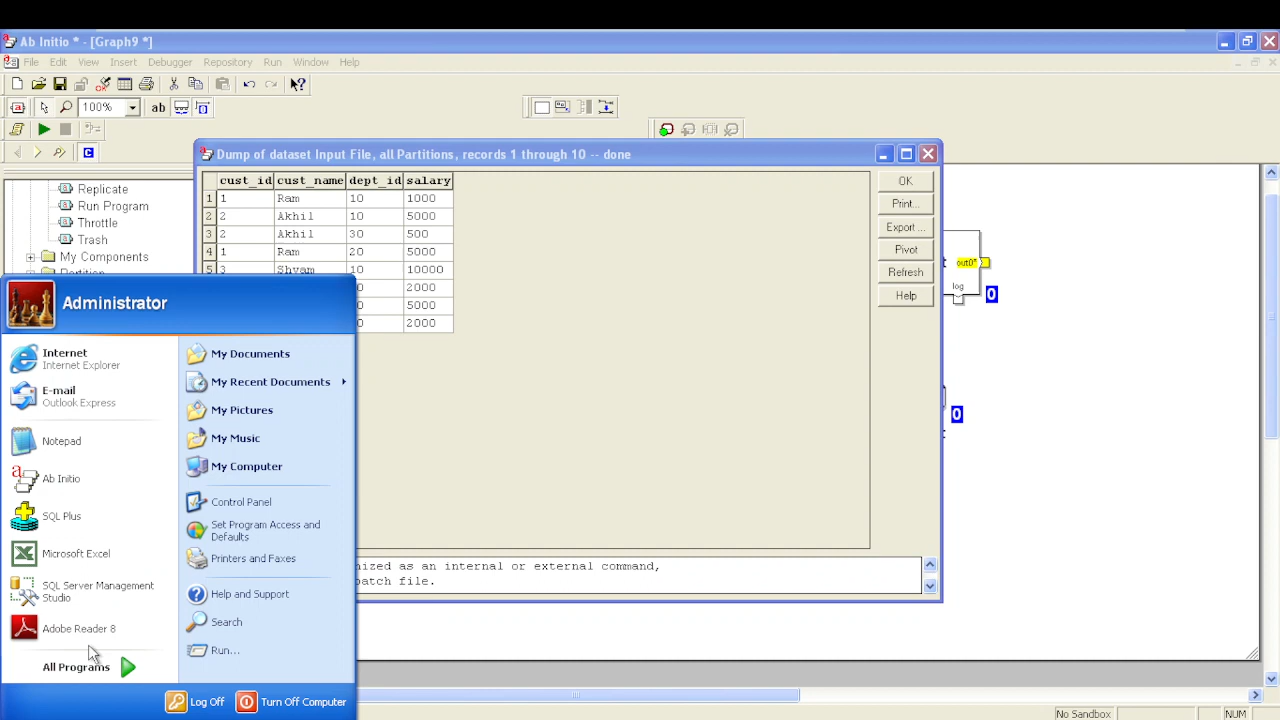 Ab Initio * - [Graph9 *]
File Edit View Insert Debugger Repository Run Window Help
100% ab
Dump of dataset Input File, all Partitions, records 1 through 10 -- done
Replicate
Run Program
Throttle
Trash
My Components
Partition
cust_id cust_name dept_id salary
1 1 Ram 10 1000
2 2 Akhil 10 5000
3 2 Akhil 30 500
4 1 Ram 20 5000
5 3 Shyam 10 10000
0 2000
0 5000
0 2000
OK
Print...
Export ...
Pivot
Refresh
Help
t out0*
log
0
0
t
Administrator
Internet
Internet Explorer
E-mail
Outlook Express
Notepad
Ab Initio
SQL Plus
Microsoft Excel
SQL Server Management
Studio
Adobe Reader 8
All Programs
My Documents
My Recent Documents
My Pictures
My Music
My Computer
Control Panel
Set Program Access and
Defaults
Printers and Faxes
Help and Support
Search
Run...
Log Off Turn Off Computer
nized as an internal or external command,
batch file.
No Sandbox NUM